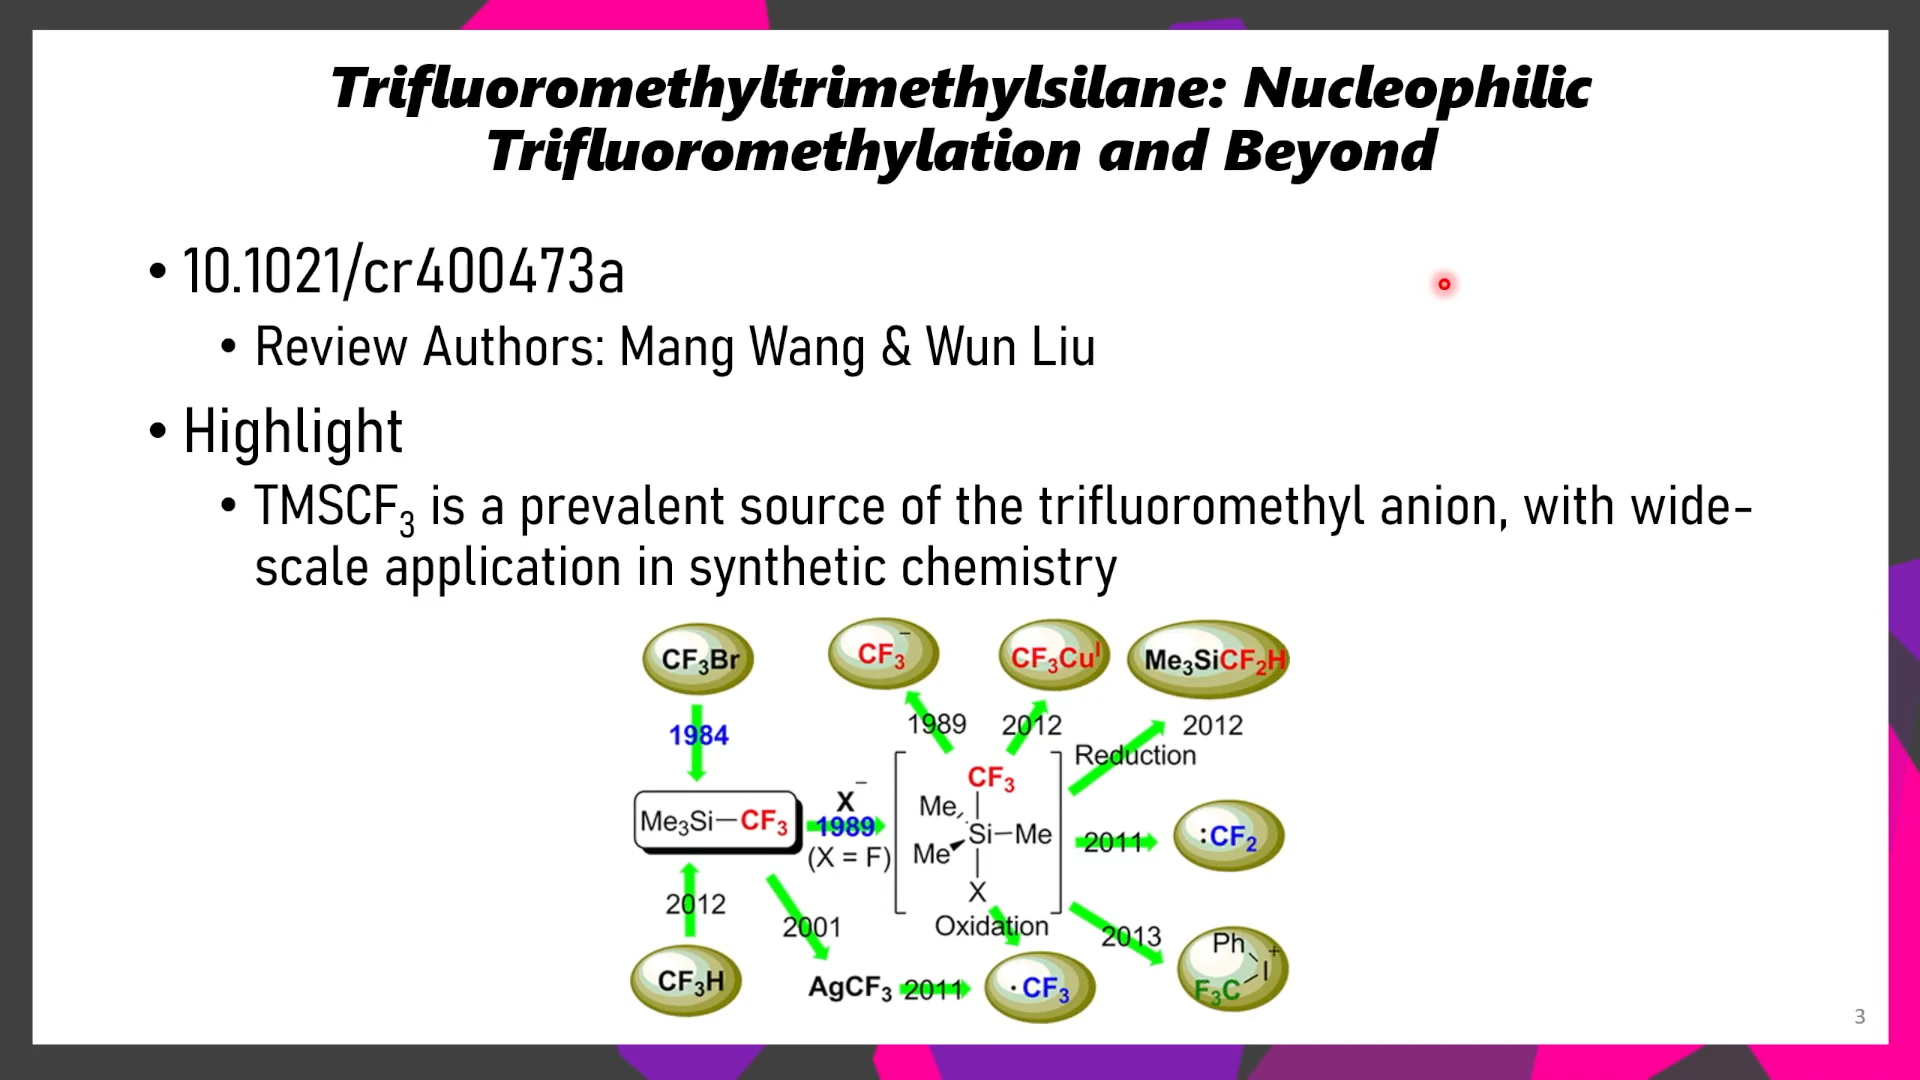 Trifluoromethyltrimethylsilane: Nucleophilic
Trifluoromethylation and Beyond
• 10.1021/cr400473a
• Review Authors: Mang Wang & Wun Liu
• Highlight
• TMSCF₃ is a prevalent source of the trifluoromethyl anion, with wide-
scale application in synthetic chemistry
CF₃Br
CF₃⁻
CF₃Cuᴵ
Me₃SiCF₂H
1984
1989
2012
2012
Reduction
Me₃Si–CF₃
X⁻
1989
(X = F)
CF₃
Me
Si–Me
Me
X
2011
:CF₂
2012
2001
Oxidation
2013
CF₃H
AgCF₃
2011
·CF₃
Ph
I⁺
F₃C
3